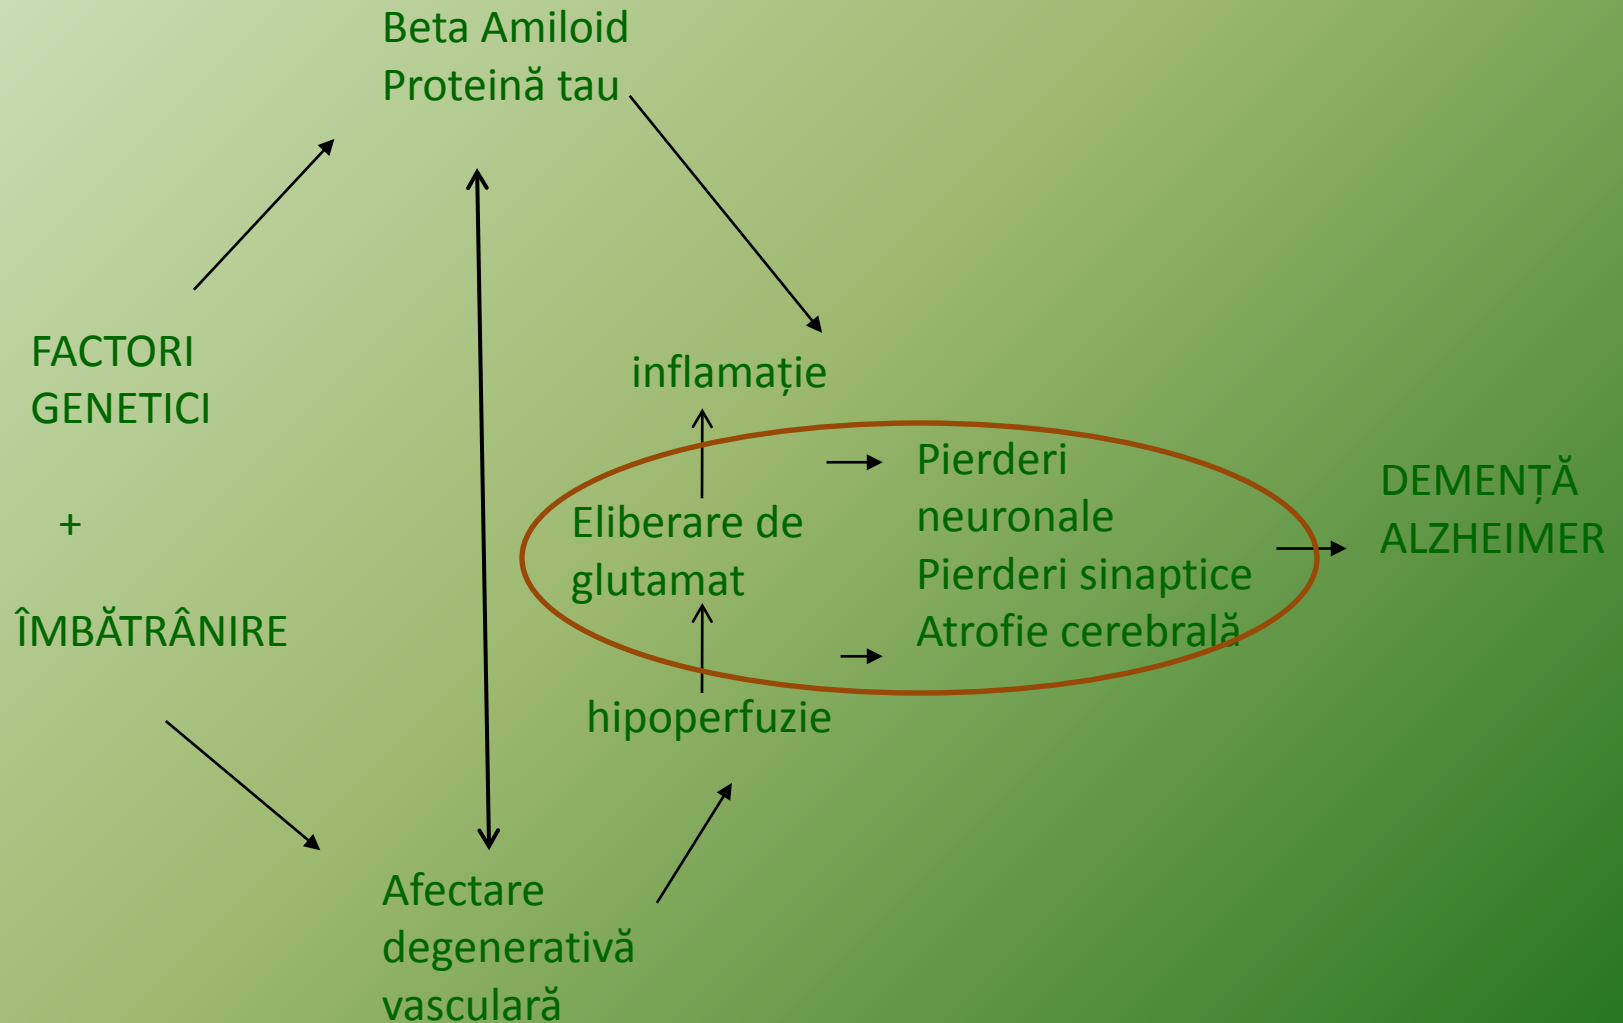 Beta Amiloid
Proteină tau
FACTORI
GENETICI
+
ÎMBĂTRÂNIRE
inflamație
Eliberare de
glutamat
hipoperfuzie
Pierderi
neuronale
Pierderi sinaptice
Atrofie cerebrală
DEMENȚĂ
ALZHEIMER
Afectare
degenerativă
vasculară